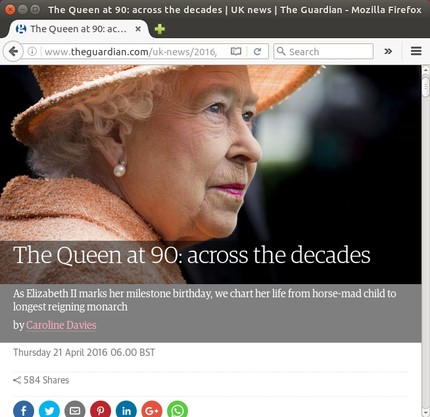 The Queen at 90: across the decades | UK news | The Guardian - Mozilla Firefox
The Queen at 90: ac...
www.theguardian.com/uk-news/2016,
Search
The Queen at 90: across the decades
As Elizabeth II marks her milestone birthday, we chart her life from horse-mad child to
longest reigning monarch
by Caroline Davies
Thursday 21 April 2016 06.00 BST
584 Shares